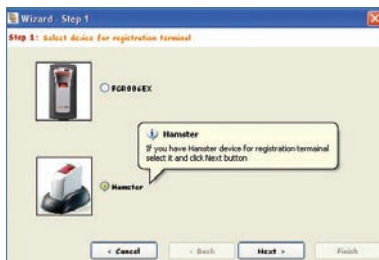 Wizard - Step 1
Step 1: Select device for registration terminal
FGR006EX
Hamster
If you have Hamster device for registration termainal
select it and click Next button
Hamster
< Cancel
< Back
Next >
Finish